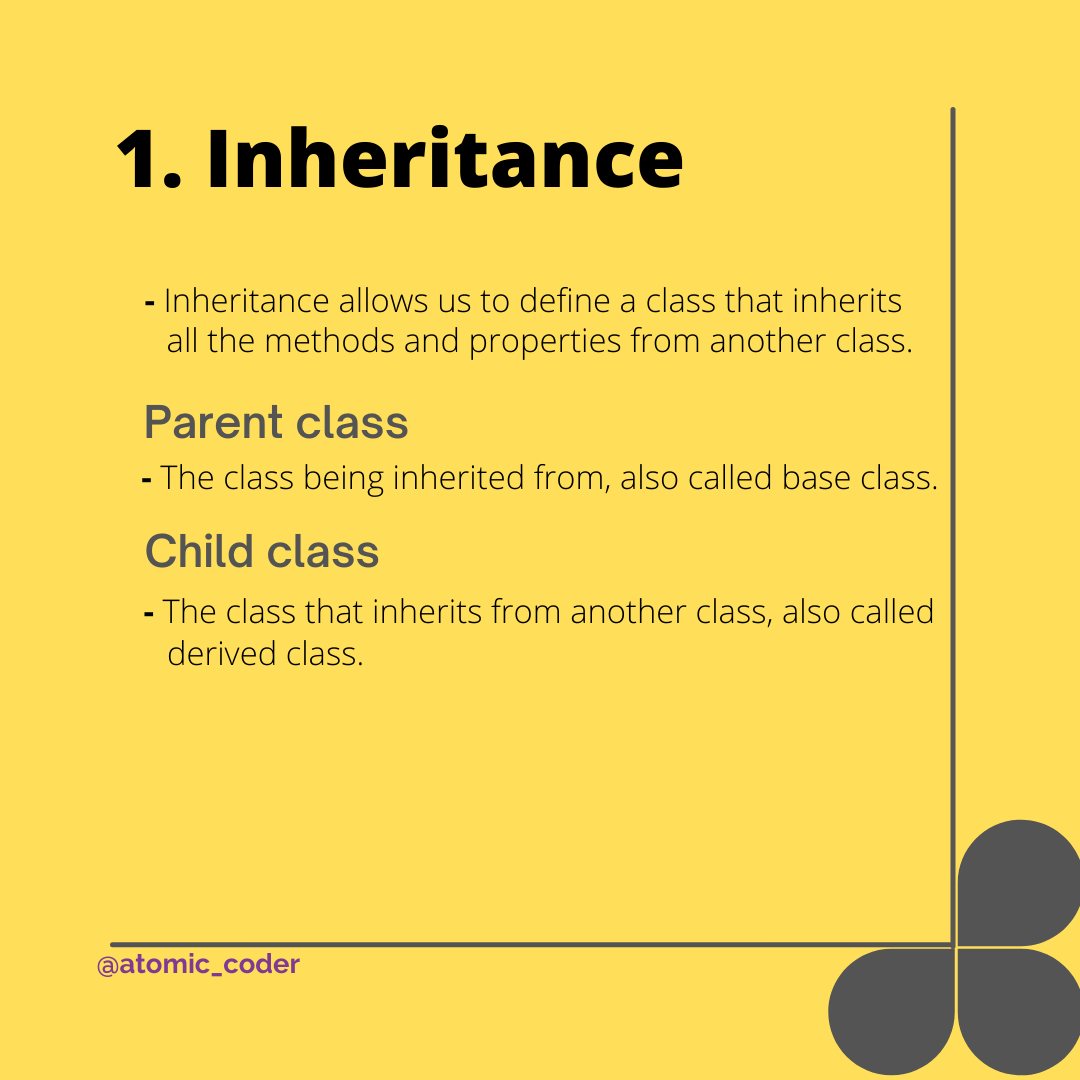 1. Inheritance
- Inheritance allows us to define a class that inherits
all the methods and properties from another class.
Parent class
- The class being inherited from, also called base class.
Child class
- The class that inherits from another class, also called
derived class.
@atomic_coder